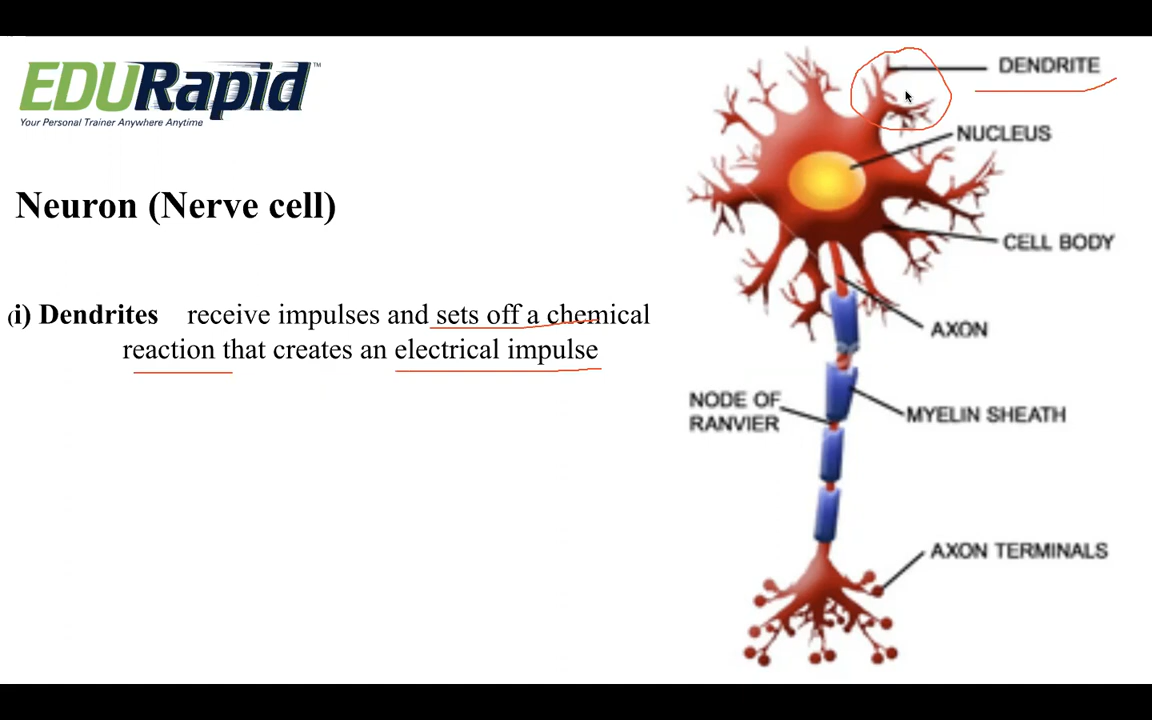 EDURapid™
Your Personal Trainer Anywhere Anytime
Neuron (Nerve cell)
(i) Dendrites receive impulses and sets off a chemical
reaction that creates an electrical impulse
DENDRITE
NUCLEUS
CELL BODY
AXON
NODE OF
RANVIER
MYELIN SHEATH
AXON TERMINALS